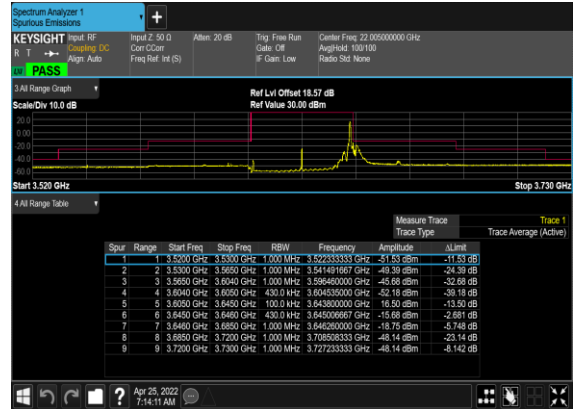 Spectrum Analyzer 1
Spurious Emissions
KEYSIGHT Input: RF Input Z: 50 Ω Atten: 20 dB Trig: Free Run Center Freq: 22.005000000 GHz
R T Coupling: DC Corr CCorr Gate: Off Avg|Hold: 100/100
Align: Auto Freq Ref: Int (S) IF Gain: Low Radio Std: None
PASS
3 All Range Graph Ref Lvl Offset 18.57 dB
Scale/Div 10.0 dB Ref Value 30.00 dBm
20.0
0.00
-20.0
-40.0
-60.0
Start 3.520 GHz Stop 3.730 GHz
4 All Range Table
Measure Trace Trace 1
Trace Type Trace Average (Active)
Spur Range Start Freq Stop Freq RBW Frequency Amplitude ΔLimit
1 1 3.5200 GHz 3.5300 GHz 1.000 MHz 3.522333333 GHz -51.53 dBm -11.53 dB
2 2 3.5300 GHz 3.5650 GHz 1.000 MHz 3.541491667 GHz -49.39 dBm -24.39 dB
3 3 3.5650 GHz 3.6040 GHz 1.000 MHz 3.596460000 GHz -45.68 dBm -32.68 dB
4 4 3.6040 GHz 3.6050 GHz 430.0 kHz 3.604535000 GHz -52.18 dBm -39.18 dB
5 5 3.6050 GHz 3.6450 GHz 100.0 kHz 3.643800000 GHz 16.50 dBm -13.50 dB
6 6 3.6450 GHz 3.6460 GHz 430.0 kHz 3.645006667 GHz -15.68 dBm -2.681 dB
7 7 3.6460 GHz 3.6850 GHz 1.000 MHz 3.646260000 GHz -18.75 dBm -5.748 dB
8 8 3.6850 GHz 3.7200 GHz 1.000 MHz 3.708508333 GHz -48.14 dBm -23.14 dB
9 9 3.7200 GHz 3.7300 GHz 1.000 MHz 3.727233333 GHz -48.14 dBm -8.142 dB
? Apr 25, 2022
7:14:11 AM